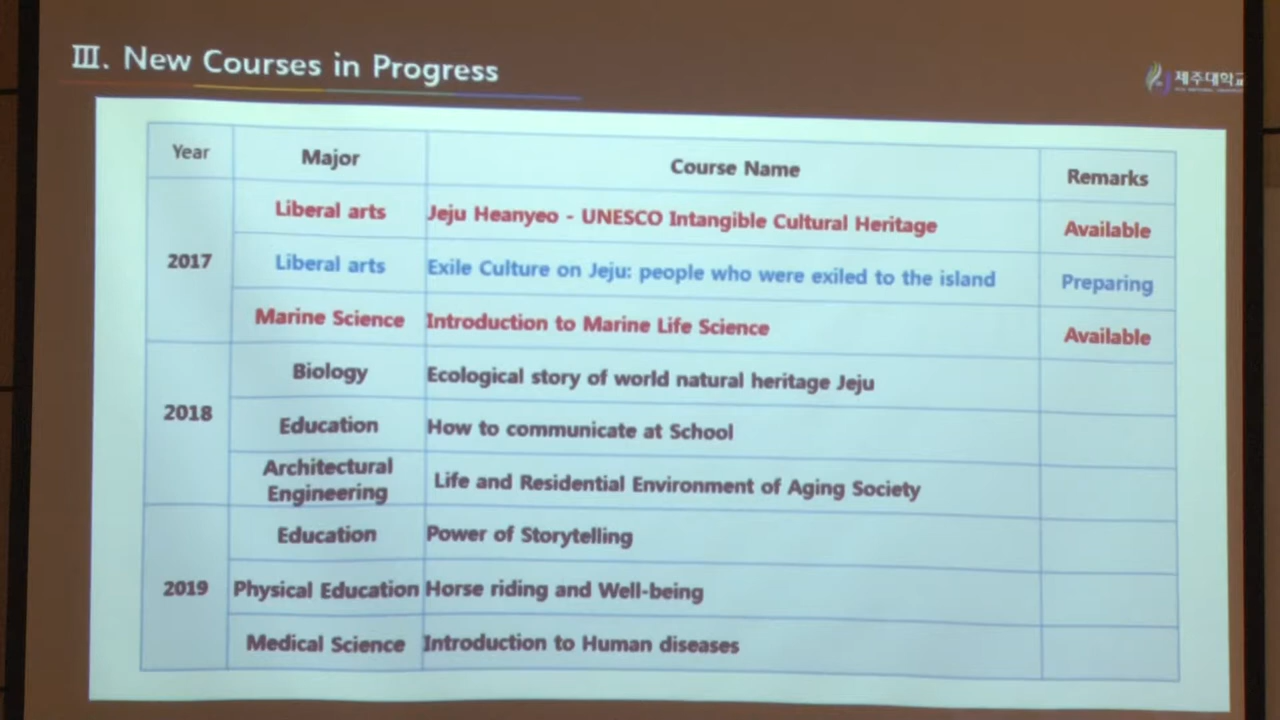 Ⅲ. New Courses in Progress
제주대학교
Year Major Course Name Remarks
2017
Liberal arts Jeju Heanyeo - UNESCO Intangible Cultural Heritage Available
Liberal arts Exile Culture on Jeju: people who were exiled to the island Preparing
Marine Science Introduction to Marine Life Science Available
2018
Biology Ecological story of world natural heritage Jeju
Education How to communicate at School
Architectural
Engineering Life and Residential Environment of Aging Society
2019
Education Power of Storytelling
Physical Education Horse riding and Well-being
Medical Science Introduction to Human diseases